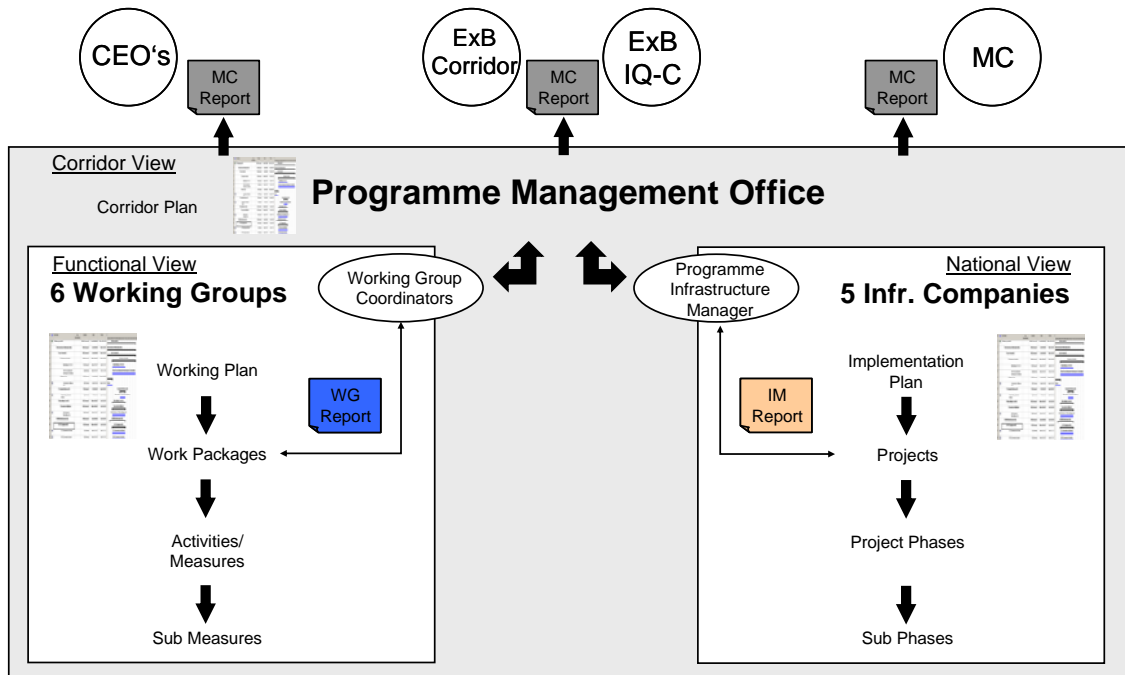 CEO‘s
MC
Report
ExB
Corridor
MC
Report
ExB
IQ-C
MC
Report
MC
Corridor View
Corridor Plan
Programme Management Office
Functional View
6 Working Groups
Working Group
Coordinators
Programme
Infrastructure
Manager
National View
5 Infr. Companies
Working Plan
WG
Report
Work Packages
Activities/
Measures
Sub Measures
IM
Report
Implementation
Plan
Projects
Project Phases
Sub Phases